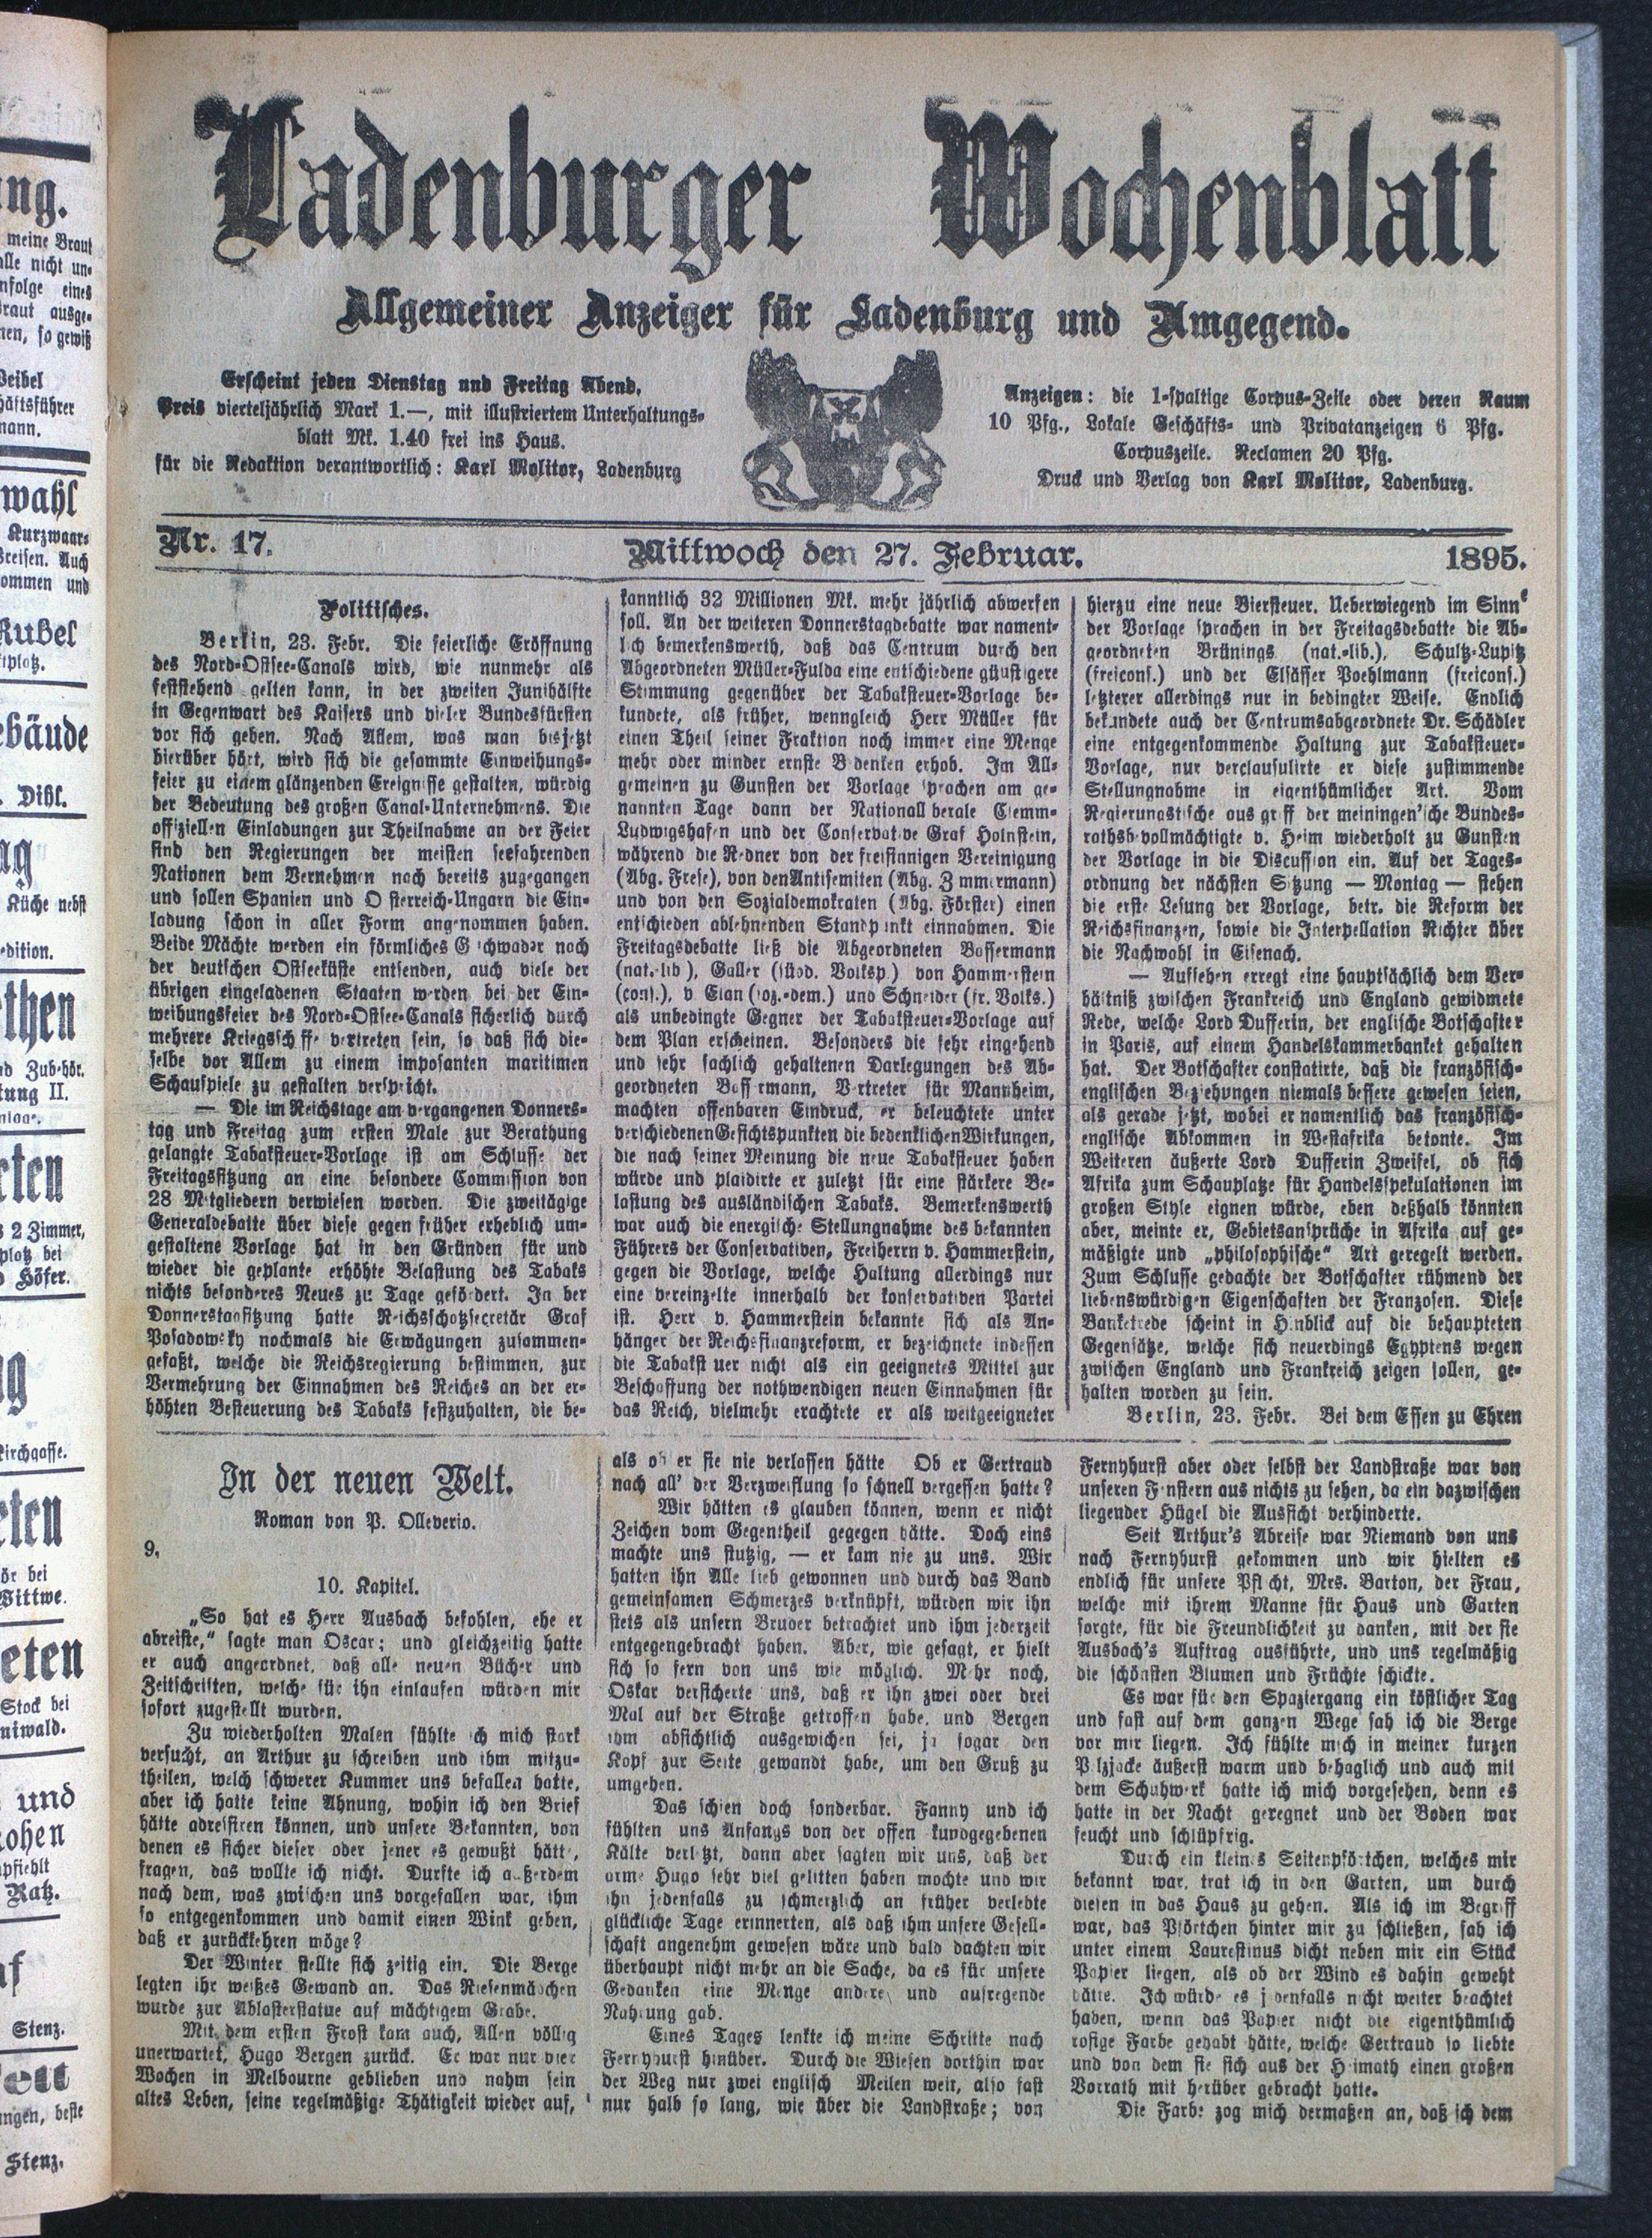 Ladenburger Wochenblatt
Allgemeiner Anzeiger für Ladenburg und Umgegend.
Erscheint jeden Dienstag und Freitag Abend.
Preis vierteljährlich Mark 1.—, mit illustriertem Unterhaltungs-
blatt Mk. 1.40 frei ins Haus.
für die Redaktion verantwortlich: Karl Molitor, Ladenburg
Anzeigen: die 1-spaltige Corpus-Zeile oder deren Raum
10 Pfg., Lokale Geschäfts- und Privatanzeigen 6 Pfg.
Corpuszeile. Reclamen 20 Pfg.
Druck und Verlag von Karl Molitor, Ladenburg.
Nr. 17.
Mittwoch den 27. Februar.
1895.
Politisches.
Berlin, 23. Febr. Die feierliche Eröffnung
des Nord-Ostsee-Canals wird, wie nunmehr als
feststehend gelten kann, in der zweiten Junihälfte
in Gegenwart des Kaisers und vieler Bundesfürsten
vor sich gehen. Nach Allem, was man bis jetzt
hierüber hört, wird sich die gesammte Einweihungs-
feier zu einem glänzenden Ereignisse gestalten, würdig
der Bedeutung des großen Canal-Unternehmens. Die
offiziellen Einladungen zur Theilnahme an der Feier
sind den Regierungen der meisten seefahrenden
Nationen dem Vernehmen nach bereits zugegangen
und sollen Spanien und O sterreich-Ungarn die Ein-
ladung schon in aller Form angenommen haben.
Beide Mächte werden ein förmliches G schwader nach
der deutschen Ostseeküste entsenden, auch viele der
übrigen eingeladenen Staaten werden bei der Ein-
weihungsfeier des Nord-Ostsee-Canals sicherlich durch
mehrere Kriegssch ffe vertreten sein, so daß sich die-
selbe vor Allem zu einem imposanten maritimen
Schauspiele zu gestalten verspricht.
— Die im Reichstage am vergangenen Donners-
tag und Freitag zum ersten Male zur Berathung
gelangte Tabaksteuer-Vorlage ist am Schlusse der
Freitagssitzung an eine besondere Commission von
28 Mitgliedern verwiesen worden. Die zweitägige
Generaldebatte über diese gegen früher erheblich um-
gestaltene Vorlage hat in den Gründen für und
wieder die geplante erhöhte Belastung des Tabaks
nichts besonderes Neues zu Tage gefördert. In der
Donnerstagsitzung hatte Reichsschatzsecretär Graf
Posadowsky nochmals die Erwägungen zusammen-
gefaßt, welche die Reichsregierung bestimmen, zur
Vermehrung der Einnahmen des Reiches an der er-
höhten Besteuerung des Tabaks festzuhalten, die be-
kanntlich 32 Millionen Mk. mehr jährlich abwerfen
soll. An der weiteren Donnerstagdebatte war nament-
lich bemerkenswerth, daß das Centrum durch den
Abgeordneten Müller-Fulda eine entschiedene güustigere
Stimmung gegenüber der Tabaksteuer-Vorlage be-
kundete, als früher, wenngleich Herr Müller für
einen Theil seiner Fraktion noch immer eine Menge
mehr oder minder ernste B denken erhob. Im All-
gemeinen zu Gunsten der Vorlage sprachen am ge-
nannten Tage dann der Nationall berale Clemm-
Ludwigshafen und der Conservative Graf Holnstein,
während die Redner von der freisinnigen Vereinigung
(Abg. Frese), von den Antisemiten (Abg. Z mmermann)
und von den Sozialdemokraten (Abg. Förster) einen
entschieden ablehnenden Standp inkt einnahmen. Die
Freitagsdebatte ließ die Abgeordneten Bassermann
(nat.-lib), Galler (südd. Volksp.) von Hammerstein
(cons.), v Elan (soz.-dem.) und Schneider (fr. Volks.)
als unbedingte Gegner der Tabaksteuer-Vorlage auf
dem Plan erscheinen. Besonders die sehr eingehend
und sehr sachlich gehaltenen Darlegungen des Ab-
geordneten Bass rmann, Vertreter für Mannheim,
machten offenbaren Eindruck, er beleuchtete unter
verschiedenen Gesichtspunkten die bedenklichen Wirkungen,
die nach seiner Meinung die neue Tabaksteuer haben
würde und plaidirte er zuletzt für eine stärkere Be-
lastung des ausländischen Tabaks. Bemerkenswerth
war auch die energische Stellungnahme des bekannten
Führers der Conservativen, Freiherrn v. Hammerstein,
gegen die Vorlage, welche Haltung allerdings nur
eine vereinzelte innerhalb der konservativen Partei
ist. Herr v. Hammerstein bekannte sich als An-
hänger der Reichsfinanzreform, er bezeichnete indessen
die Tabakst uer nicht als ein geeignetes Mittel zur
Beschaffung der nothwendigen neuen Einnahmen für
das Reich, vielmehr erachtete er als weitgeeigneter
hierzu eine neue Biersteuer. Ueberwiegend im Sinne
der Vorlage sprachen in der Freitagsdebatte die Ab-
geordneten Brünings (nat.-lib.), Schultz-Lupitz
(freicons.) und der Elsässer Poehlmann (freicons.)
letzterer allerdings nur in bedingter Weise. Endlich
bekundete auch der Centrumsabgeordnete Dr. Schädler
eine entgegenkommende Haltung zur Tabaksteuer-
Vorlage, nur verclausulirte er diese zustimmende
Stellungnahme in eigenthümlicher Art. Vom
Regierungstische aus griff der meiningen'sche Bundes-
rathsbevollmächtigte v. Heim wiederholt zu Gunsten
der Vorlage in die Discussion ein. Auf der Tages-
ordnung der nächsten Sitzung — Montag — stehen
die erste Lesung der Vorlage, betr. die Reform der
Reichsfinanzen, sowie die Interpellation Richter über
die Nachwahl in Eisenach.
— Aufsehen erregt eine hauptsächlich dem Ver-
hältniß zwischen Frankreich und England gewidmete
Rede, welche Lord Dufferin, der englische Botschafter
in Paris, auf einem Handelskammerbanket gehalten
hat. Der Botschafter constatirte, daß die französisch-
englischen Beziehungen niemals bessere gewesen seien,
als gerade jetzt, wobei er namentlich das französisch-
englische Abkommen in Westafrika betonte. Im
Weiteren äußerte Lord Dufferin Zweifel, ob sich
Afrika zum Schauplatze für Handelsspekulationen im
großen Style eignen würde, eben deßhalb könnten
aber, meinte er, Gebietsansprüche in Afrika auf ge-
mäßigte und „philosophische“ Art geregelt werden.
Zum Schlusse gedachte der Botschafter rühmend der
liebenswürdigen Eigenschaften der Franzosen. Diese
Banketrede scheint in Hinblick auf die behaupteten
Gegensätze, welche sich neuerdings Egyptens wegen
zwischen England und Frankreich zeigen sollen, ge-
halten worden zu sein.
Berlin, 23. Febr. Bei dem Essen zu Ehren
In der neuen Welt.
Roman von P. Olleverio.
9.
10. Kapitel.
„So hat es Herr Ausbach befohlen, ehe er
abreiste,“ sagte man Oscar; und gleichzeitig hatte
er auch angeordnet, daß alle neuen Bücher und
Zeitschriften, welche für ihn einlaufen würden mir
sofort zugestellt wurden.
Zu wiederholten Malen fühlte ich mich stark
versucht, an Arthur zu schreiben und ihm mitzu-
theilen, welch schwerer Kummer uns befallen hatte,
aber ich hatte keine Ahnung, wohin ich den Brief
hätte adressiren können, und unsere Bekannten, von
denen es sicher dieser oder jener es gewußt hätt,
fragen, das wollte ich nicht. Durfte ich außerdem
nach dem, was zwischen uns vorgefallen war, ihm
so entgegenkommen und damit einen Wink geben,
daß er zurückkehren möge?
Der Winter stellte sich zeitig ein. Die Berge
legten ihr weißes Gewand an. Das Riesenmädchen
wurde zur Ablasterstatue auf mächtigem Grabe.
Mit dem ersten Frost kam auch, Allen völlig
unerwartet, Hugo Bergen zurück. Er war nur vier
Wochen in Melbourne geblieben und nahm sein
altes Leben, seine regelmäßige Thätigkeit wieder auf,
als ob er sie nie verlassen hätte Ob er Gertraud
nach all' der Verzweiflung so schnell vergessen hatte?
Wir hätten es glauben können, wenn er nicht
Zeichen vom Gegentheil gegegen hätte. Doch eins
machte uns stutzig, — er kam nie zu uns. Wir
hatten ihn Alle lieb gewonnen und durch das Band
gemeinsamen Schmerzes verknüpft, würden wir ihn
stets als unsern Bruder betrachtet und ihm jederzeit
entgegengebracht haben. Aber, wie gesagt, er hielt
sich so fern von uns wie möglich. Mehr noch,
Oskar versicherte uns, daß er ihn zwei oder drei
Mal auf der Straße getroffen habe, und Bergen
ihm absichtlich ausgewichen sei, ja sogar den
Kopf zur Seite gewandt habe, um den Gruß zu
umgehen.
Das schien doch sonderbar. Fanny und ich
fühlten uns Anfangs von der offen kundgegebenen
Kälte verletzt, dann aber sagten wir uns, daß der
arme Hugo sehr viel gelitten haben mochte und wir
ihn jedenfalls zu schmerzlich an früher verlebte
glückliche Tage erinnerten, als daß ihm unsere Gesell-
schaft angenehm gewesen wäre und bald dachten wir
überhaupt nicht mehr an die Sache, da es für unsere
Gedanken eine Menge andere und aufregende
Nahrung gab.
Eines Tages lenkte ich meine Schritte nach
Fernyhurst hinüber. Durch die Wiesen dorthin war
der Weg nur zwei englisch Meilen weit, also fast
nur halb so lang, wie über die Landstraße; von
Fernyhurst aber oder selbst der Landstraße war von
unseren Fenstern aus nichts zu sehen, da ein dazwischen
liegender Hügel die Aussicht verhinderte.
Seit Arthur's Abreise war Niemand von uns
nach Fernyhurst gekommen und wir hielten es
endlich für unsere Pflicht, Mrs. Barton, der Frau,
welche mit ihrem Manne für Haus und Garten
sorgte, für die Freundlichkeit zu danken, mit der sie
Ausbach's Auftrag ausführte, und uns regelmäßig
die schönsten Blumen und Früchte schickte.
Es war für den Spaziergang ein köstlicher Tag
und fast auf dem ganzen Wege sah ich die Berge
vor mir liegen. Ich fühlte mich in meiner kurzen
P lzjacke äußerst warm und behaglich und auch mit
dem Schuhwerk hatte ich mich vorgesehen, denn es
hatte in der Nacht geregnet und der Boden war
feucht und schlüpfrig.
Durch ein kleines Seitenpförtchen, welches mir
bekannt war, trat ich in den Garten, um durch
diesen in das Haus zu gehen. Als ich im Begriff
war, das Pförtchen hinter mir zu schließen, sah ich
unter einem Laurestinus dicht neben mir ein Stück
Papier liegen, als ob der Wind es dahin geweht
hätte. Ich würde es j denfalls nicht weiter beachtet
haben, wenn das Papier nicht die eigenthümlich
rosige Farbe gehabt hätte, welche Gertraud so liebte
und von dem sie sich aus der Heimath einen großen
Vorrath mit herüber gebracht hatte.
Die Farbe zog mich dermaßen an, daß ich dem